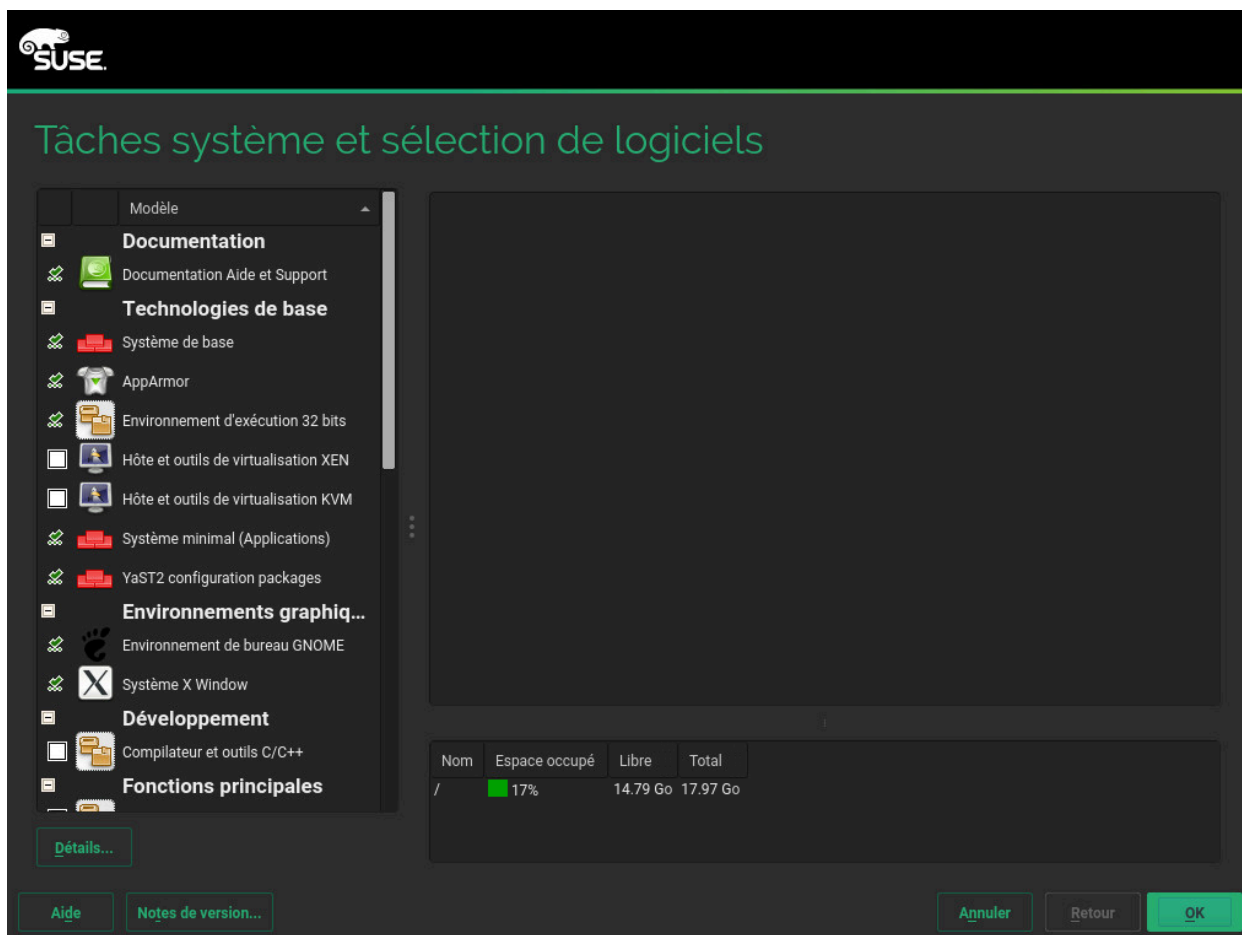 SUSE.
Tâches système et sélection de logiciels
Modèle
Documentation
Documentation Aide et Support
Technologies de base
Système de base
AppArmor
Environnement d'exécution 32 bits
Hôte et outils de virtualisation XEN
Hôte et outils de virtualisation KVM
Système minimal (Applications)
YaST2 configuration packages
Environnements graphiq...
Environnement de bureau GNOME
Système X Window
Développement
Compilateur et outils C/C++
Fonctions principales
Nom Espace occupé Libre Total
/ 17% 14.79 Go 17.97 Go
Détails...
Aide Notes de version... Annuler Retour OK